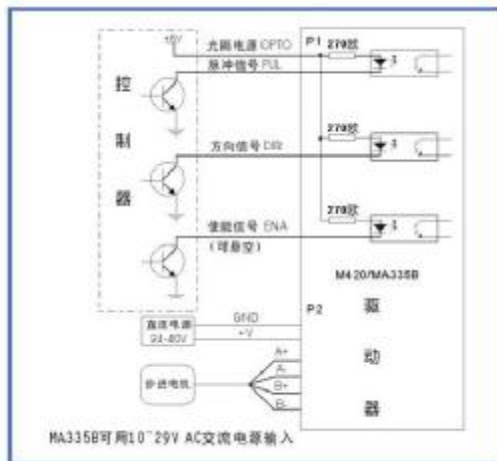 +5V
光隔电源 OPTO
P1
270欧
脉冲信号 PUL
控
制
器
方向信号 DIR
270欧
270欧
使能信号 ENA
(可悬空)
M420/MA335B
P2
驱
动
器
直流电源
24-40V
GND
+V
步进电机
A+
A-
B+
B-
MA335B可用10~29V AC交流电源输入